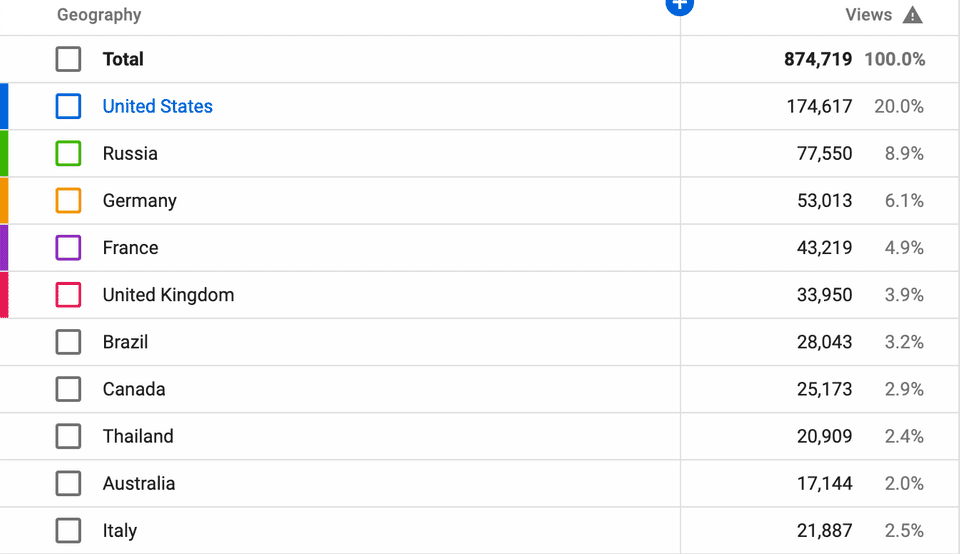 Geography Views
Total 874,719 100.0%
United States 174,617 20.0%
Russia 77,550 8.9%
Germany 53,013 6.1%
France 43,219 4.9%
United Kingdom 33,950 3.9%
Brazil 28,043 3.2%
Canada 25,173 2.9%
Thailand 20,909 2.4%
Australia 17,144 2.0%
Italy 21,887 2.5%